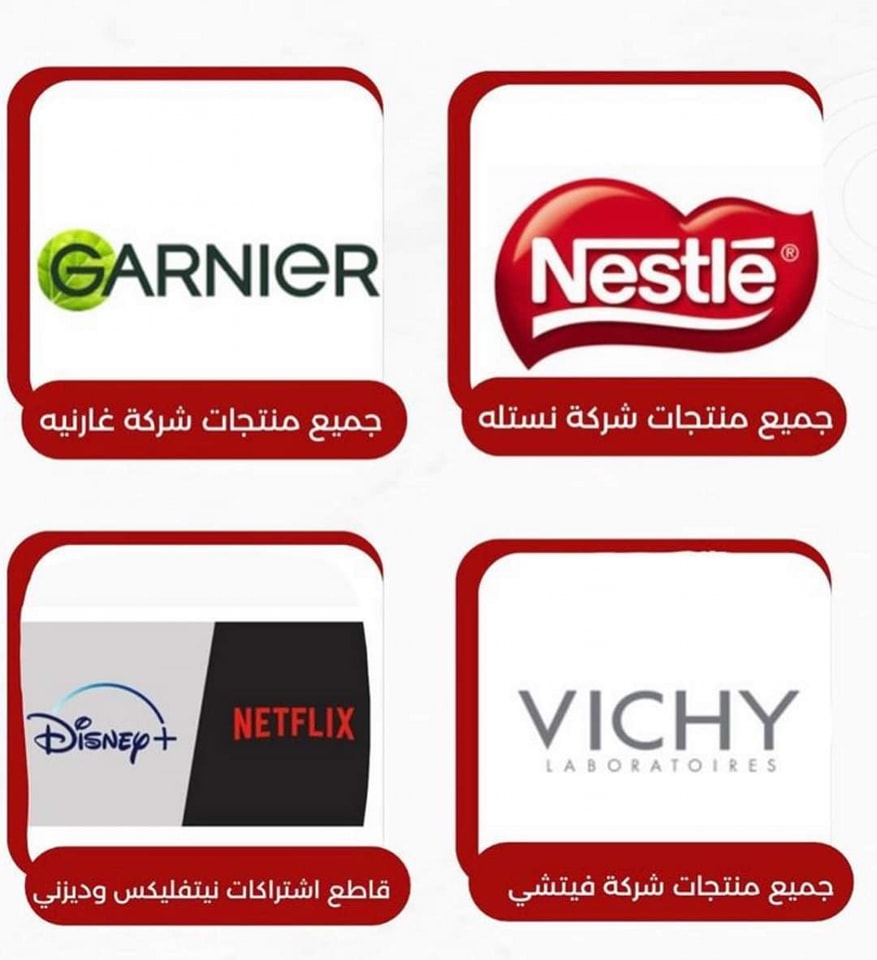 GARNIER
جميع منتجات شركة غارنيه
Nestlé®
جميع منتجات شركة نستله
Disney+
NETFLIX
قاطع اشتراكات نيتفليكس وديزني
VICHY
LABORATOIRES
جميع منتجات شركة فيتشي